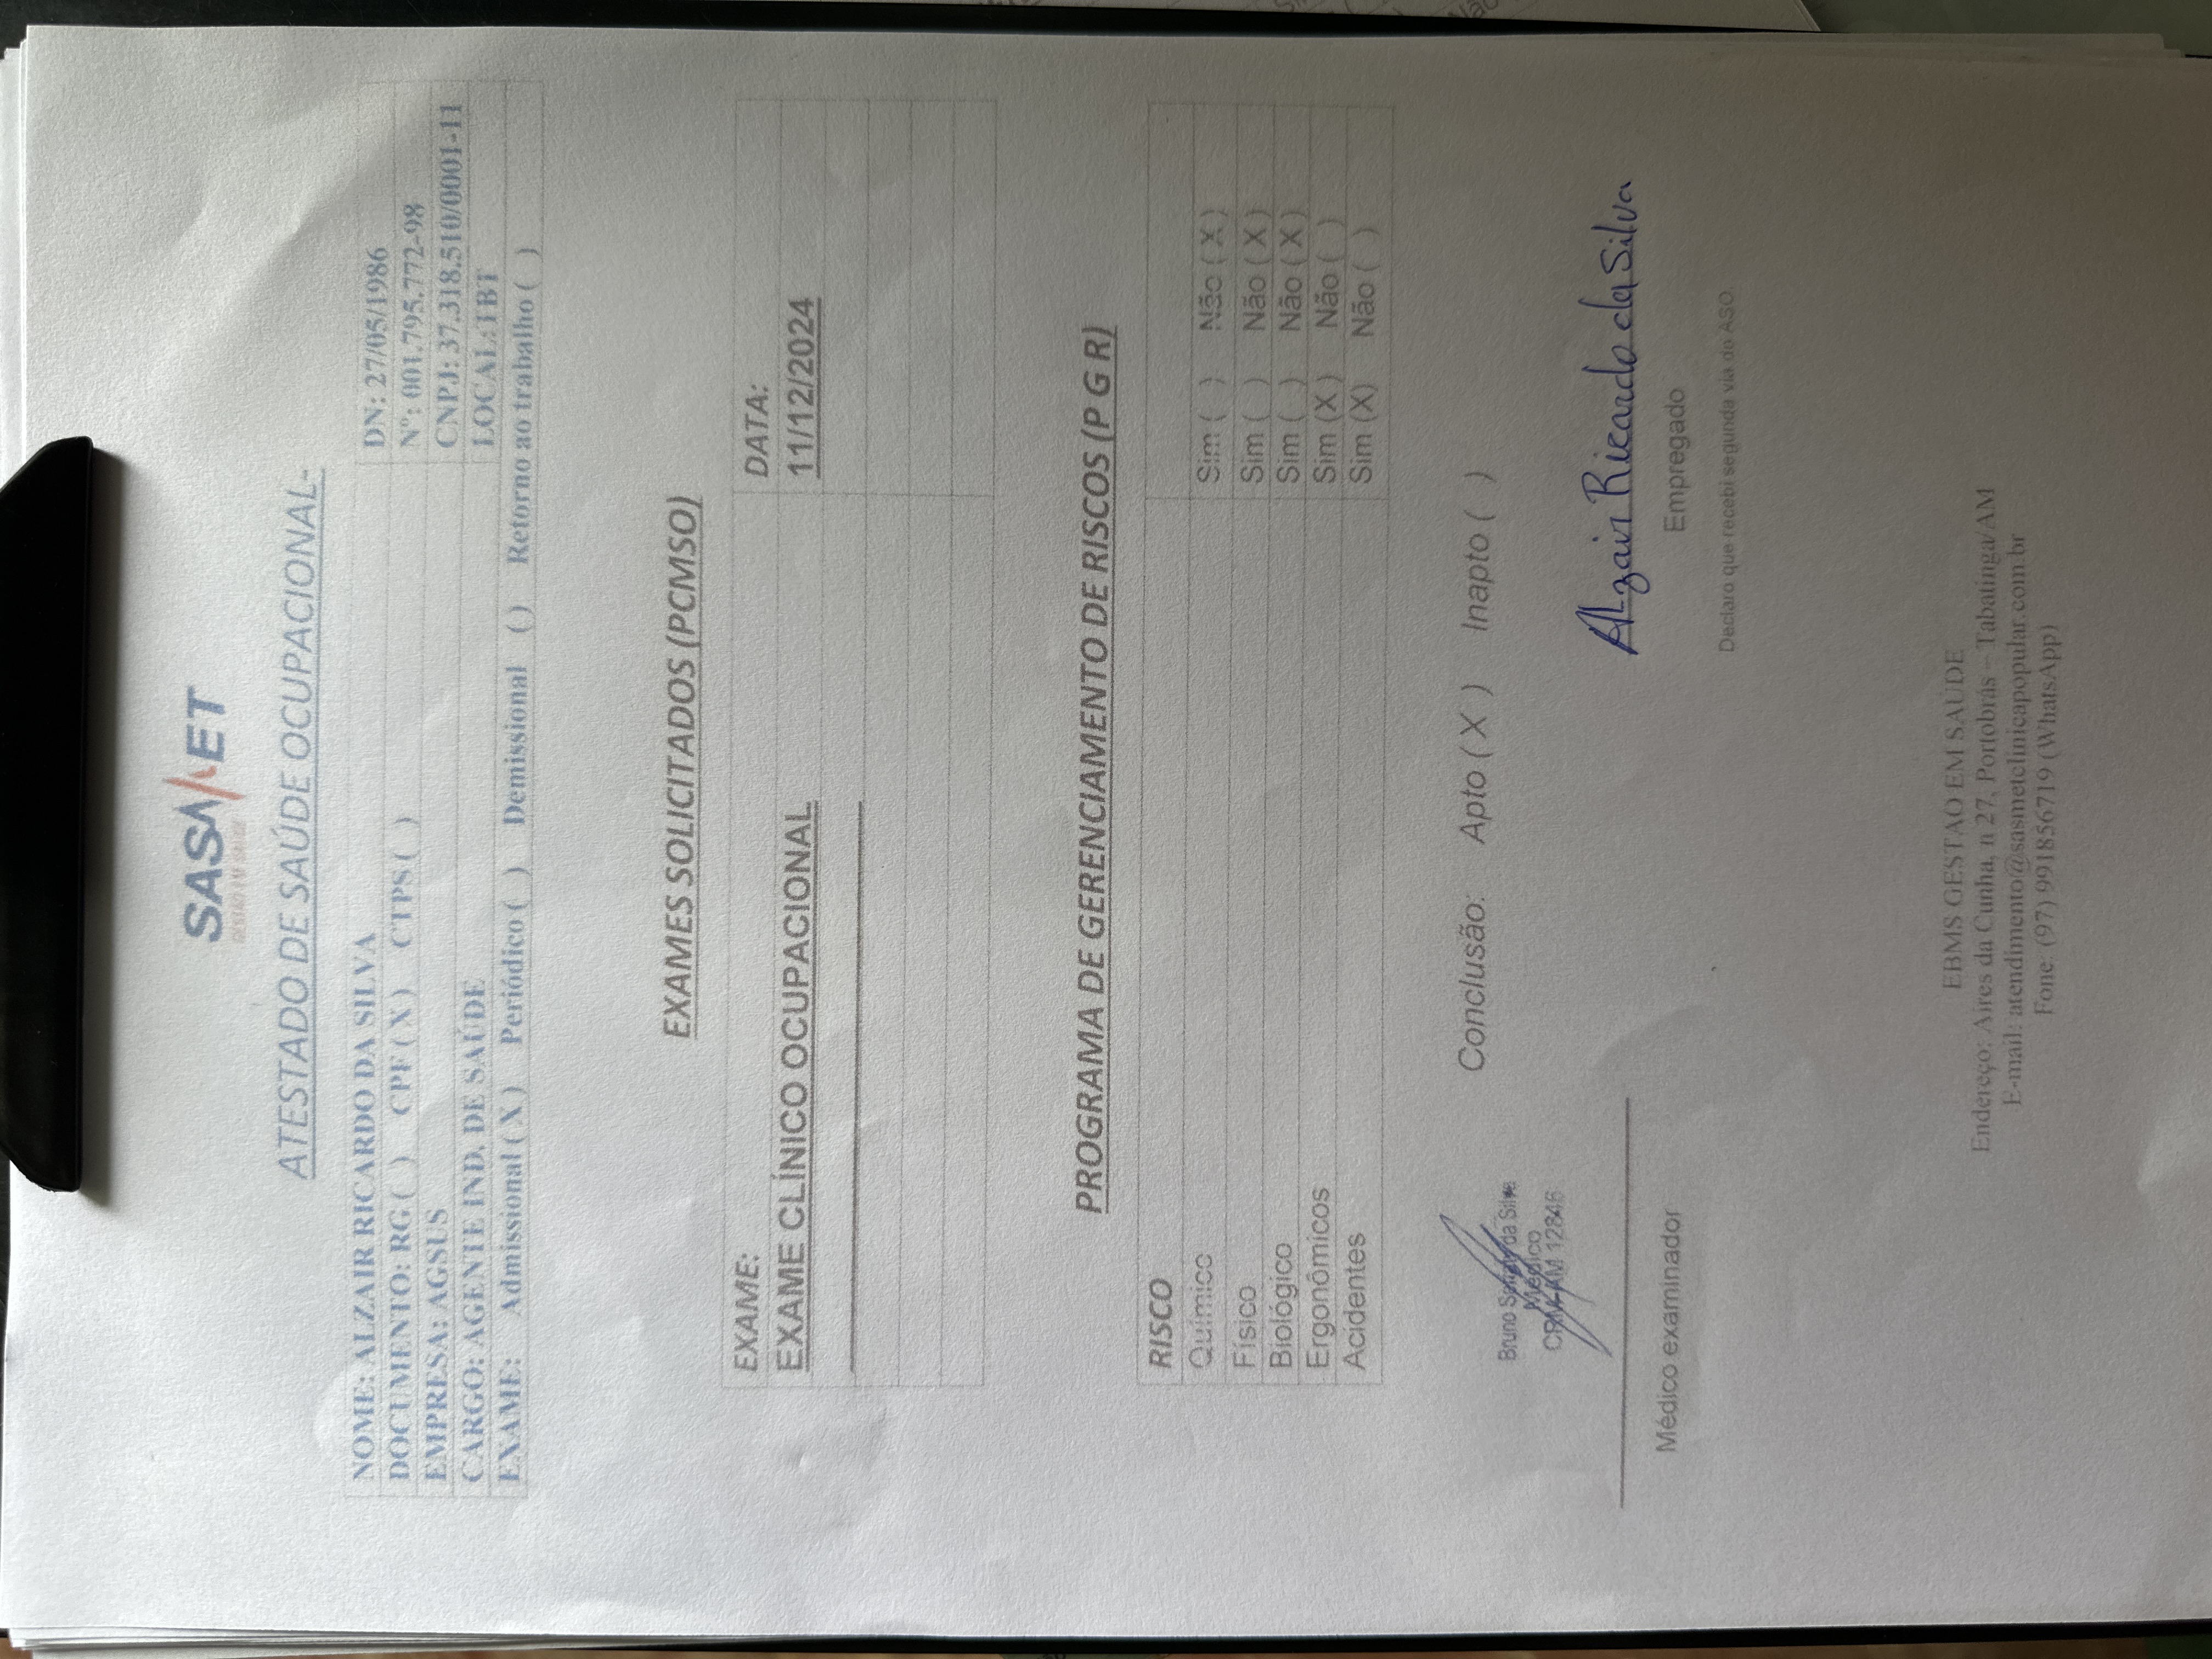 SASMET
GESTÃO EM SAÚDE
ATESTADO DE SAÚDE OCUPACIONAL-
NOME: ALZAIR RICARDO DA SILVA
DN: 27/05/1986
DOCUMENTO: RG ( ) CPF ( X ) CTPS ( )
Nº: 001.795.772-98
EMPRESA: AGSUS
CNPJ: 37.318.510/0001-11
CARGO: AGENTE IND. DE SAÚDE
LOCAL:TBT
EXAME: Admissional ( X ) Periódico ( ) Demissional ( ) Retorno ao trabalho ( )
EXAMES SOLICITADOS (PCMSO)
EXAME: DATA:
EXAME CLÍNICO OCUPACIONAL 11/12/2024
PROGRAMA DE GERENCIAMENTO DE RISCOS (P G R)
RISCO
Químico Sim ( ) Não ( X )
Físico Sim ( ) Não ( X )
Biológico Sim ( ) Não ( X )
Ergonômicos Sim (X ) Não ( )
Acidentes Sim (X) Não ( )
Conclusão: Apto ( X ) Inapto ( )
Bruno da Silva
Médico
CRM-AM 12846
Alzair Ricardo da Silva
Médico examinador
Empregado
Declaro que recebi segunda via do ASO.
EBMS GESTAO EM SAÚDE
Endereço: Aires da Cunha, n 27, Portobrás – Tabatinga/AM
E-mail: atendimento@sasmetclinicapopular.com.br
Fone: (97) 991856719 (WhatsApp)